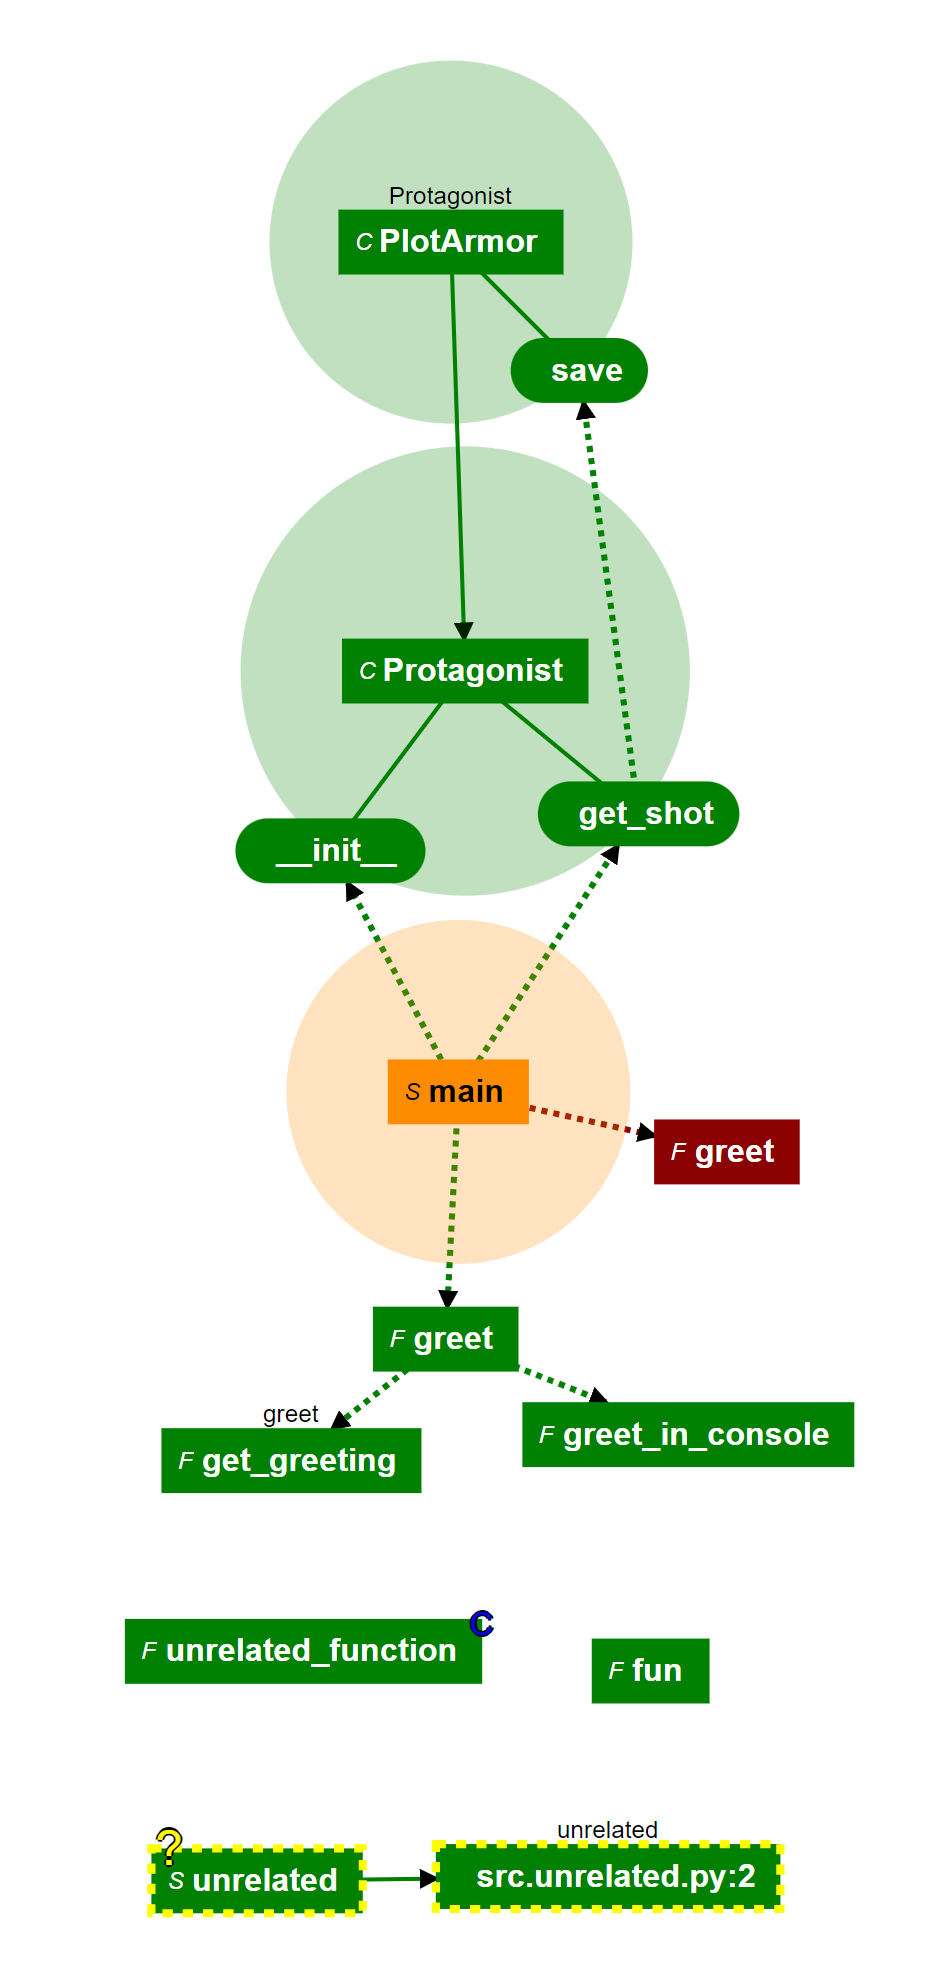 Protagonist
C PlotArmor
save
C Protagonist
get_shot
__init__
S main
F greet
F greet
greet
F get_greeting
F greet_in_console
C
F unrelated_function
F fun
unrelated
?
S unrelated
src.unrelated.py:2